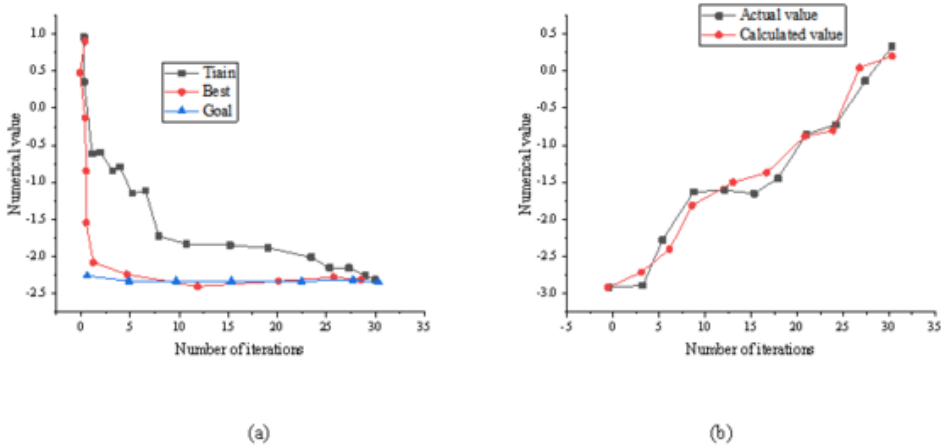 1.0
0.5
0.0
-0.5
-1.0
-1.5
-2.0
-2.5
Numerical value
Tiain
Best
Goal
0 5 10 15 20 25 30 35
Number of iterations
(a)
Actual value
Calculated value
0.0
-0.5
-1.0
-1.5
-2.0
-2.5
-3.0
Numerical value
-5 0 5 10 15 20 25 30 35
Number of iterations
(b)